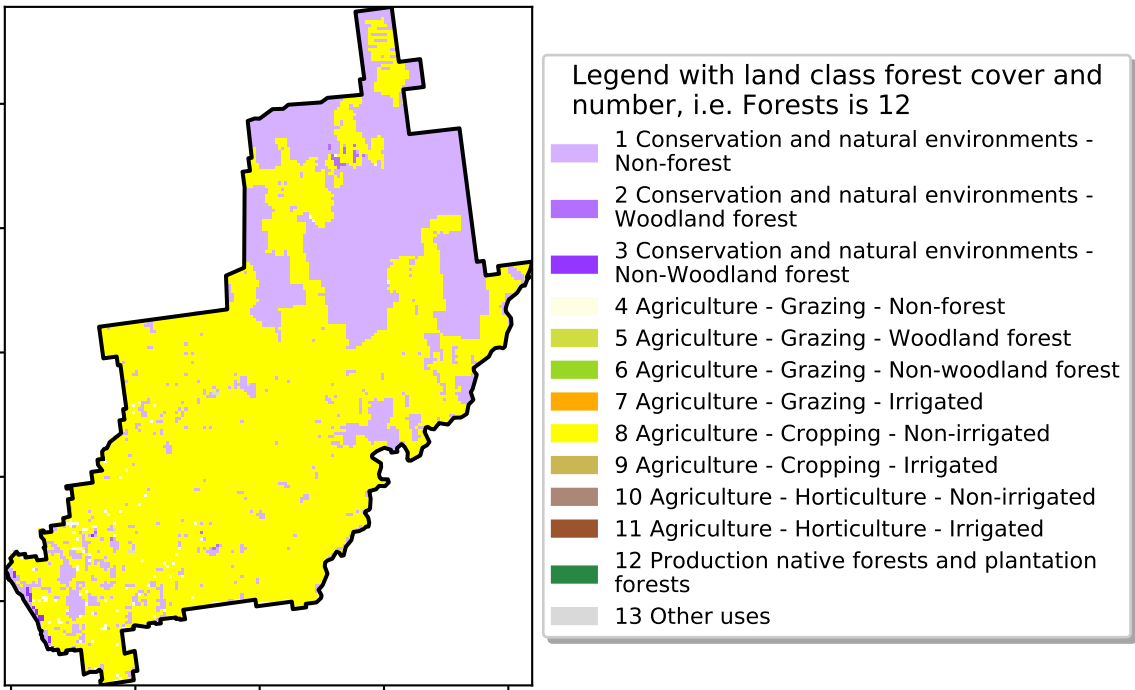 Legend with land class forest cover and
number, i.e. Forests is 12
1 Conservation and natural environments -
Non-forest
2 Conservation and natural environments -
Woodland forest
3 Conservation and natural environments -
Non-Woodland forest
4 Agriculture - Grazing - Non-forest
5 Agriculture - Grazing - Woodland forest
6 Agriculture - Grazing - Non-woodland forest
7 Agriculture - Grazing - Irrigated
8 Agriculture - Cropping - Non-irrigated
9 Agriculture - Cropping - Irrigated
10 Agriculture - Horticulture - Non-irrigated
11 Agriculture - Horticulture - Irrigated
12 Production native forests and plantation
forests
13 Other uses